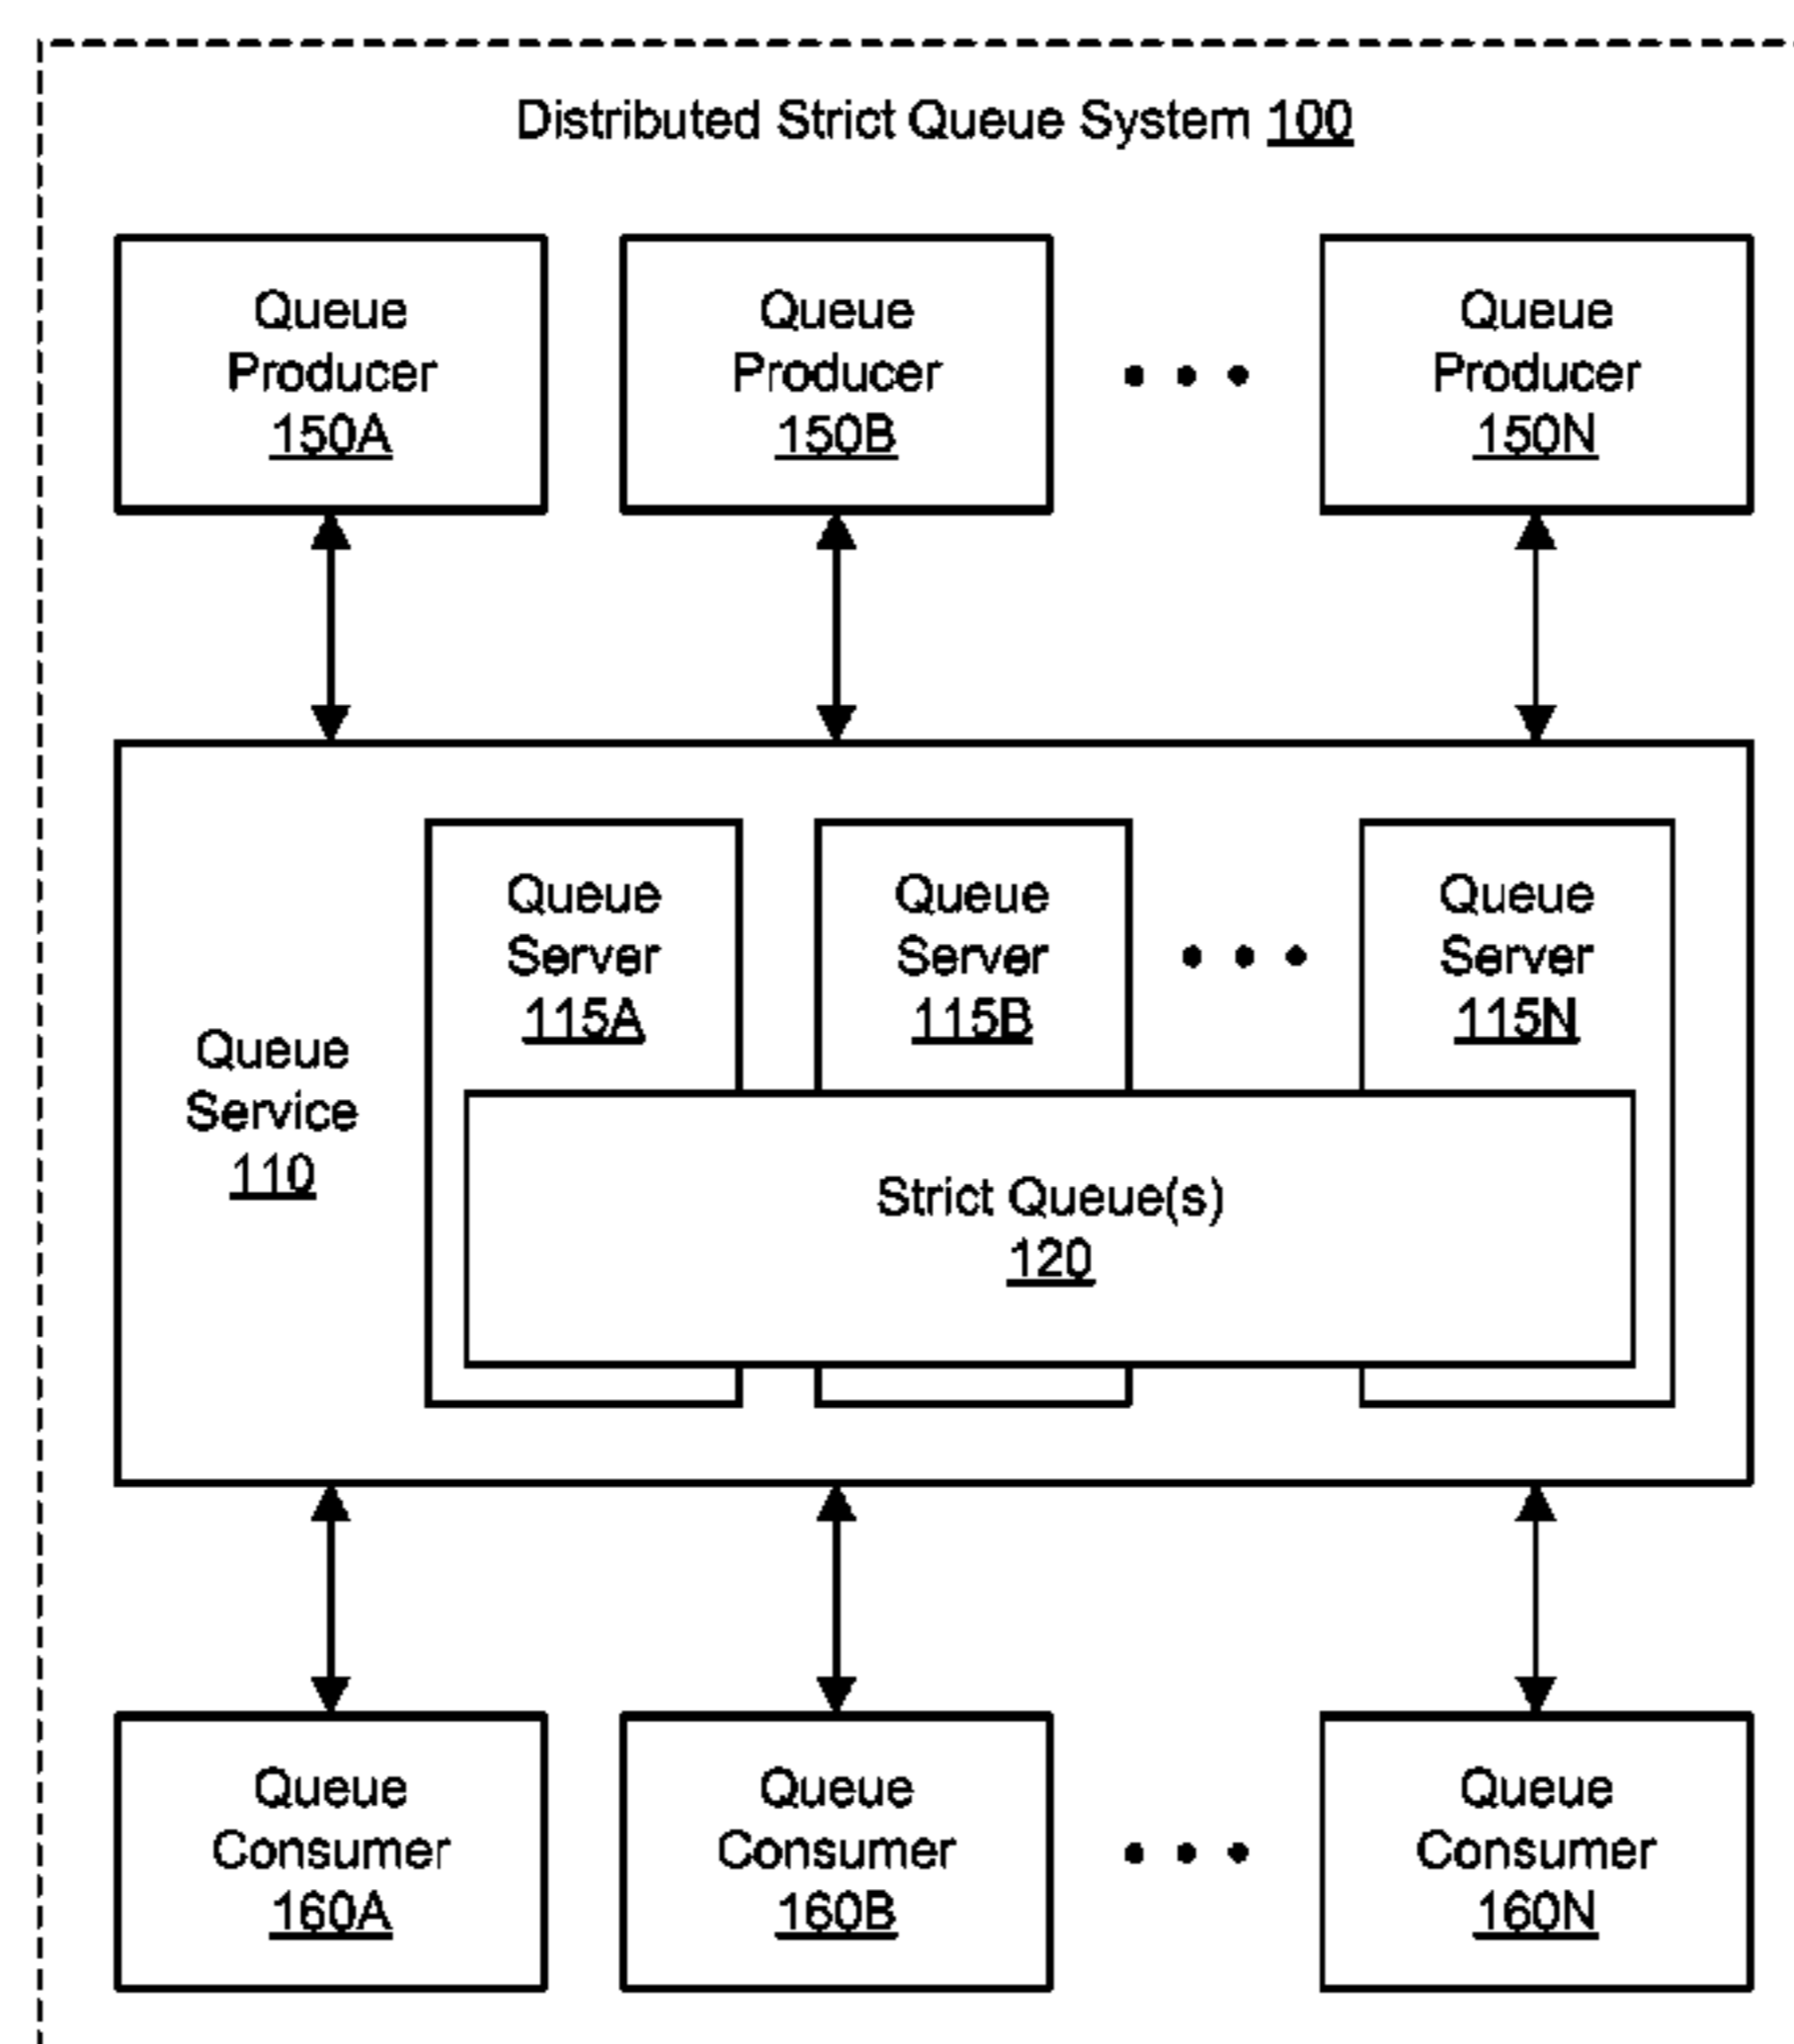 Distributed Strict Queue System 100
Queue
Producer
150A
Queue
Producer
150B
• • •
Queue
Producer
150N
Queue
Service
110
Queue
Server
115A
Queue
Server
115B
• • •
Queue
Server
115N
Strict Queue(s)
120
Queue
Consumer
160A
Queue
Consumer
160B
• • •
Queue
Consumer
160N